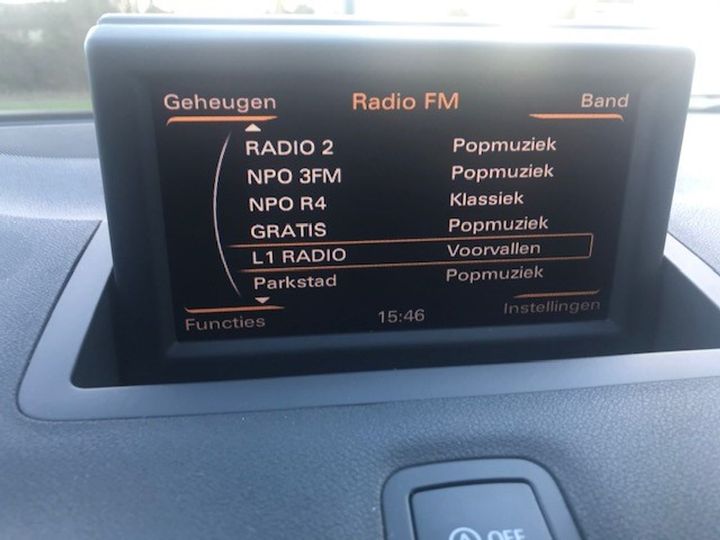 Geheugen Radio FM Band
RADIO 2 Popmuziek
NPO 3FM Popmuziek
NPO R4 Klassiek
GRATIS Popmuziek
L1 RADIO Voorvallen
Parkstad Popmuziek
Functies 15:46 Instellingen
A OFF